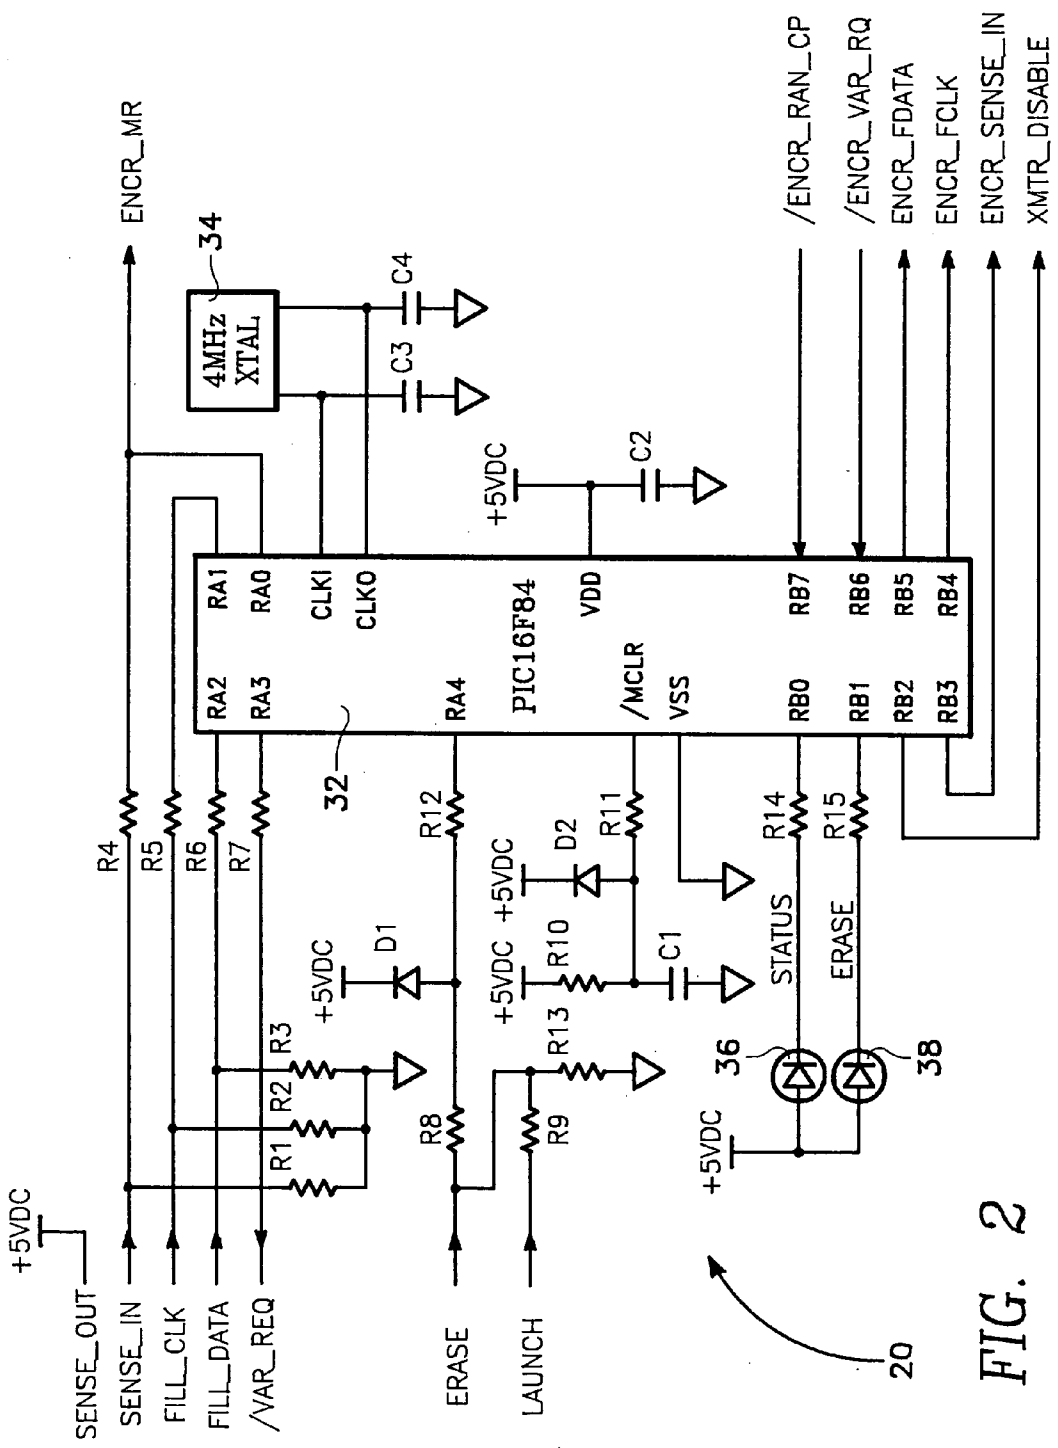 +5VDC
SENSE_OUT
SENSE_IN
FILL_CLK
FILL_DATA
/VAR_REQ
R1
R2
R3
R4
R5
R6
R7
ENCR_MR
4MHz
XTAL
34
C3
C4
RA2
RA3
RA1
RA0
CLKI
CLKO
32
+5VDC
D1
ERASE
R8
R12
RA4
LAUNCH
R9
R13
+5VDC
R10
C1
+5VDC
D2
R11
/MCLR
VSS
PIC16F84
VDD
+5VDC
C2
+5VDC
36
STATUS
R14
RB0
38
ERASE
R15
RB1
RB2
RB3
RB7
RB6
RB5
RB4
/ENCR_RAN_CP
/ENCR_VAR_RQ
ENCR_FDATA
ENCR_FCLK
ENCR_SENSE_IN
XMTR_DISABLE
20
FIG. 2